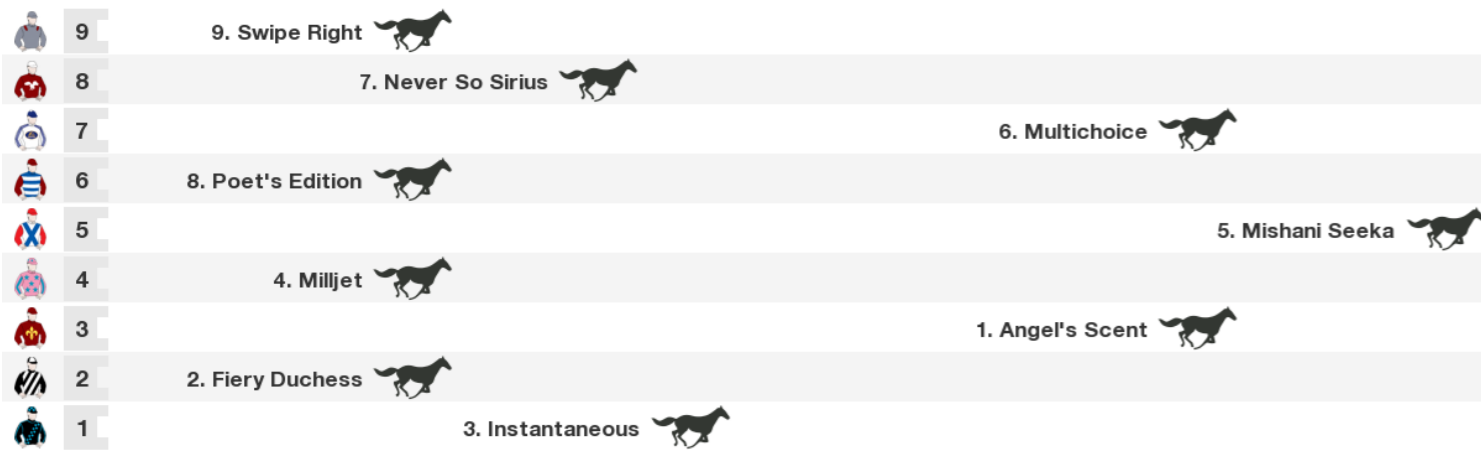 9 9. Swipe Right
8 7. Never So Sirius
7 6. Multichoice
6 8. Poet's Edition
5 5. Mishani Seeka
4 4. Milljet
3 1. Angel's Scent
2 2. Fiery Duchess
1 3. Instantaneous